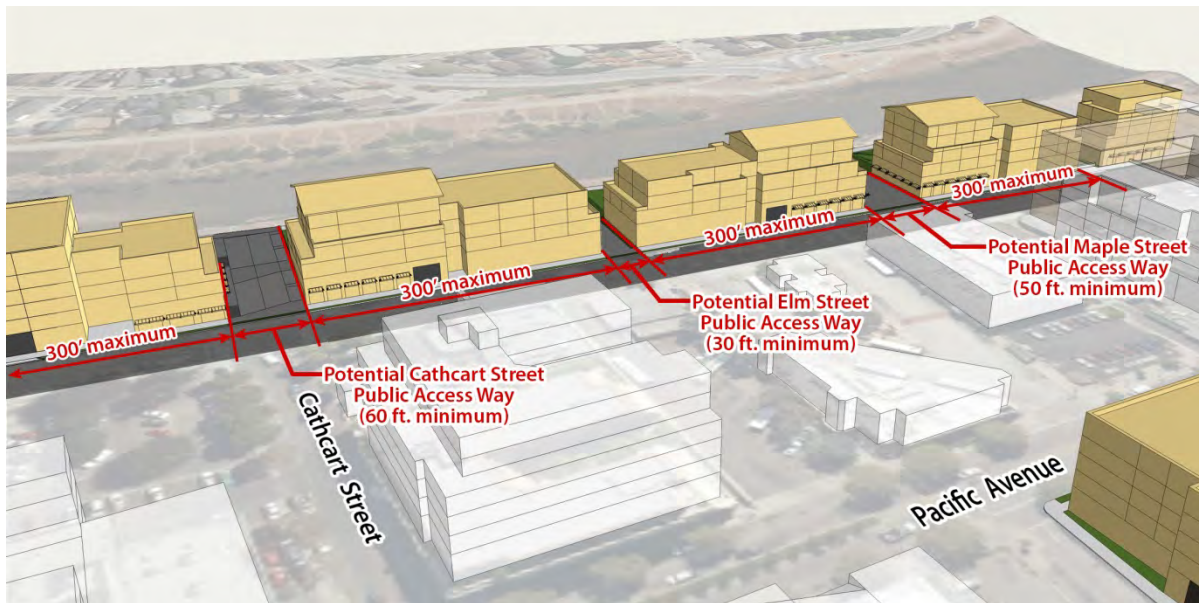 300' maximum
Potential Cathcart Street
Public Access Way
(60 ft. minimum)
300' maximum
Potential Elm Street
Public Access Way
(30 ft. minimum)
300' maximum
Potential Maple Street
Public Access Way
(50 ft. minimum)
300' maximum
Cathcart Street
Pacific Avenue